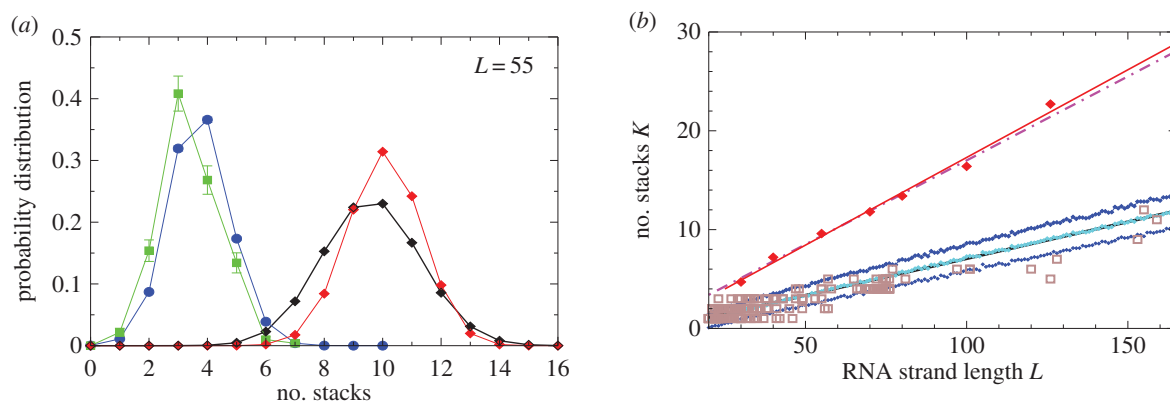 (a)
0.5
0.4
0.3
0.2
0.1
0
probability distribution
L = 55
0 2 4 6 8 10 12 14 16
no. stacks
(b)
30
20
10
0
no. stacks K
50 100 150
RNA strand length L